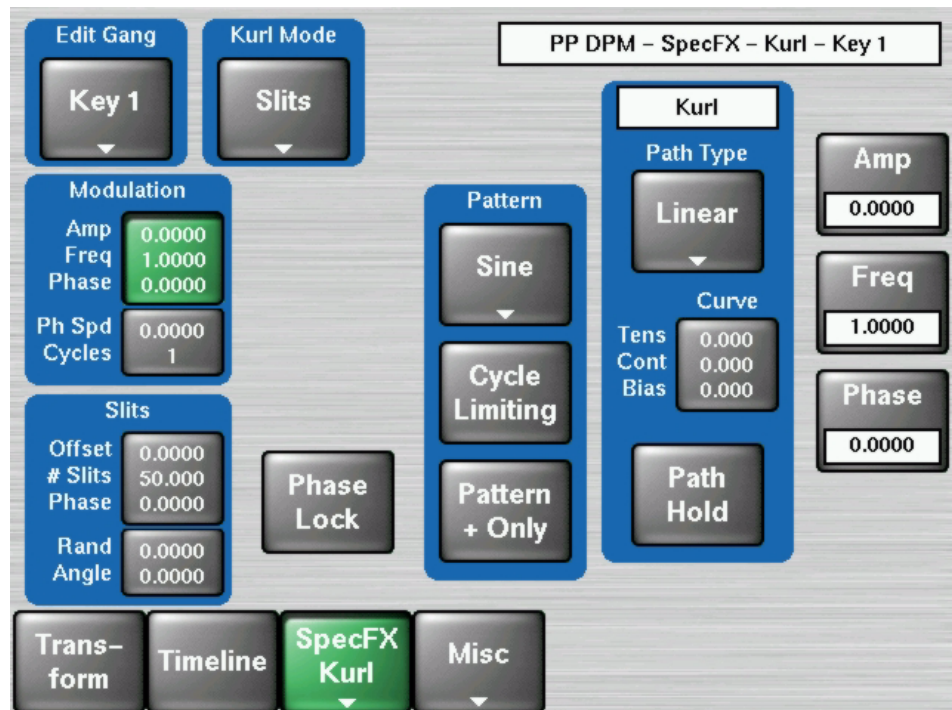 Edit Gang
Key 1
Kurl Mode
Slits
PP DPM – SpecFX – Kurl – Key 1
Modulation
Amp 0.0000
Freq 1.0000
Phase 0.0000
Ph Spd 0.0000
Cycles 1
Slits
Offset 0.0000
# Slits 50.000
Phase 0.0000
Rand 0.0000
Angle 0.0000
Phase
Lock
Pattern
Sine
Cycle
Limiting
Pattern
+ Only
Kurl
Path Type
Linear
Curve
Tens 0.000
Cont 0.000
Bias 0.000
Path
Hold
Amp
0.0000
Freq
1.0000
Phase
0.0000
Trans–
form
Timeline
SpecFX
Kurl
Misc